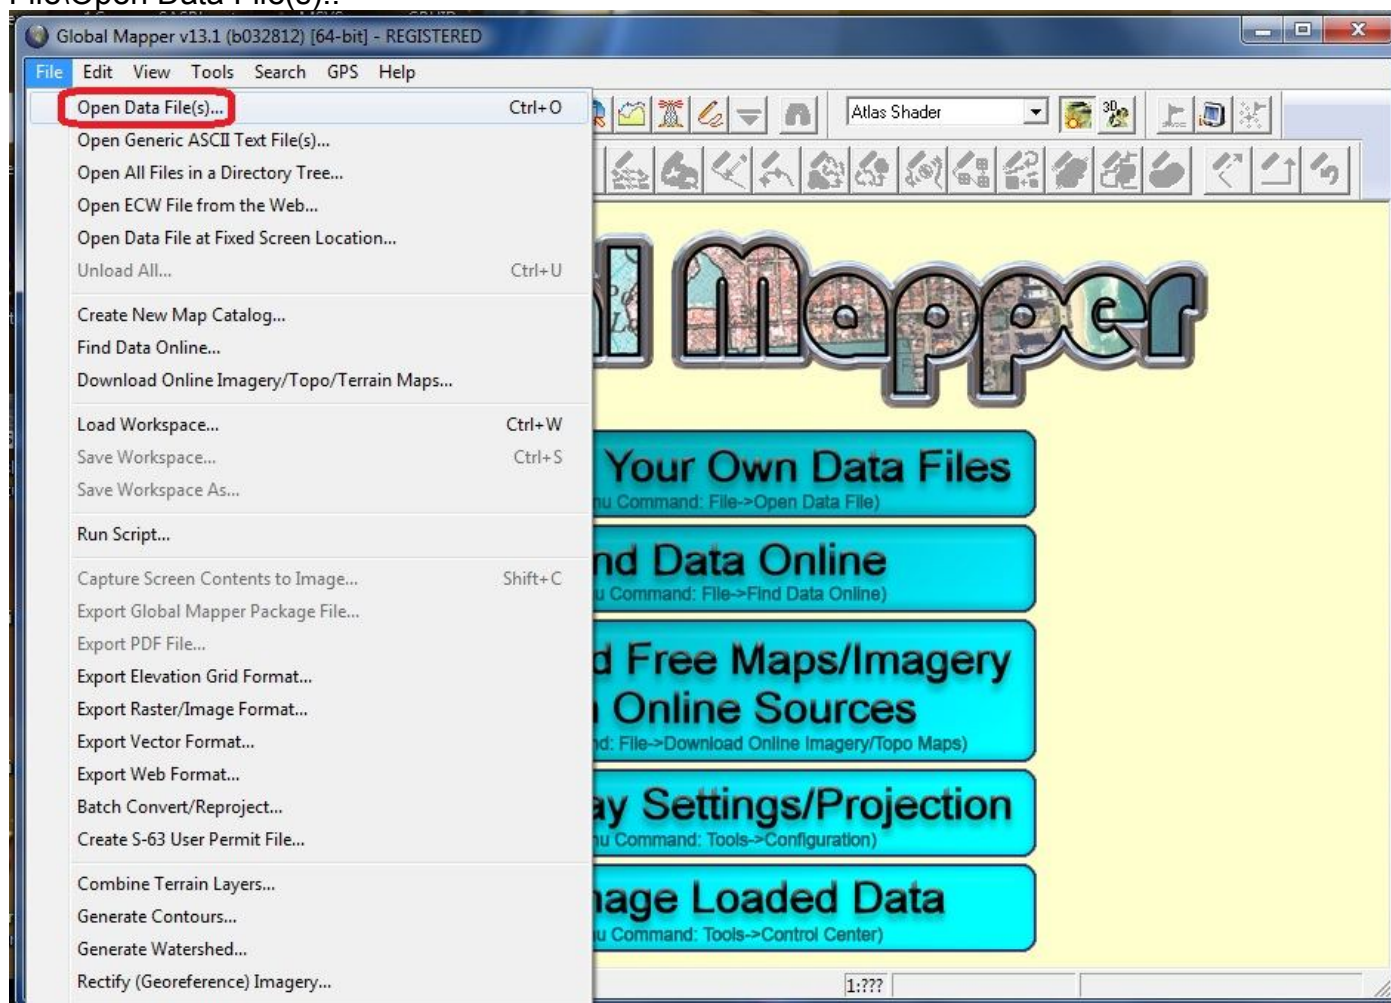 File\Open Data File(s)..
Global Mapper v13.1 (b032812) [64-bit] - REGISTERED
File Edit View Tools Search GPS Help
Open Data File(s)... Ctrl+O
Open Generic ASCII Text File(s)...
Open All Files in a Directory Tree...
Open ECW File from the Web...
Open Data File at Fixed Screen Location...
Unload All... Ctrl+U
Create New Map Catalog...
Find Data Online...
Download Online Imagery/Topo/Terrain Maps...
Load Workspace... Ctrl+W
Save Workspace... Ctrl+S
Save Workspace As...
Run Script...
Capture Screen Contents to Image... Shift+C
Export Global Mapper Package File...
Export PDF File...
Export Elevation Grid Format...
Export Raster/Image Format...
Export Vector Format...
Export Web Format...
Batch Convert/Reproject...
Create S-63 User Permit File...
Combine Terrain Layers...
Generate Contours...
Generate Watershed...
Rectify (Georeference) Imagery...
Atlas Shader
3D
Mapper
Your Own Data Files
Command: File->Open Data File)
Data Online
Command: File->Find Data Online)
Free Maps/Imagery
Online Sources
File->Download Online Imagery/Topo Maps)
Settings/Projection
Command: Tools->Configuration)
Loaded Data
Command: Tools->Control Center)
1:???